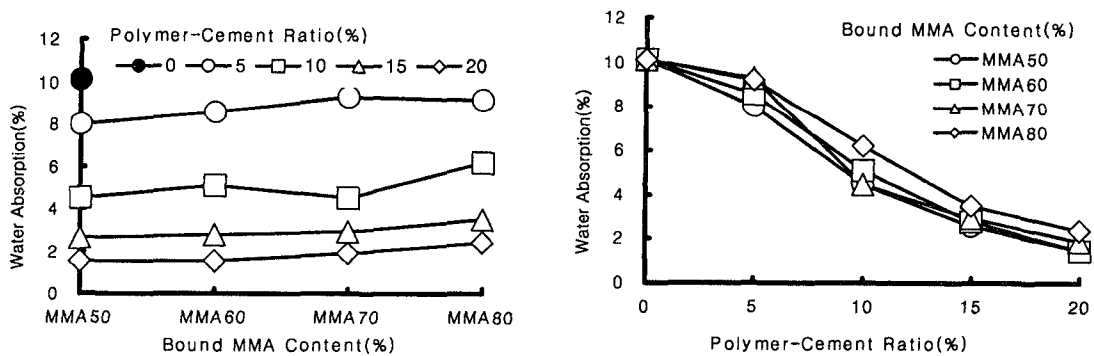 Polymer-Cement Ratio(%)
0 5 10 15 20
Water Absorption(%)
12
10
8
6
4
2
0
MMA50 MMA60 MMA70 MMA80
Bound MMA Content(%)
Bound MMA Content(%)
MMA50
MMA60
MMA70
MMA80
Water Absorption(%)
12
10
8
6
4
2
0
0 5 10 15 20
Polymer-Cement Ratio(%)